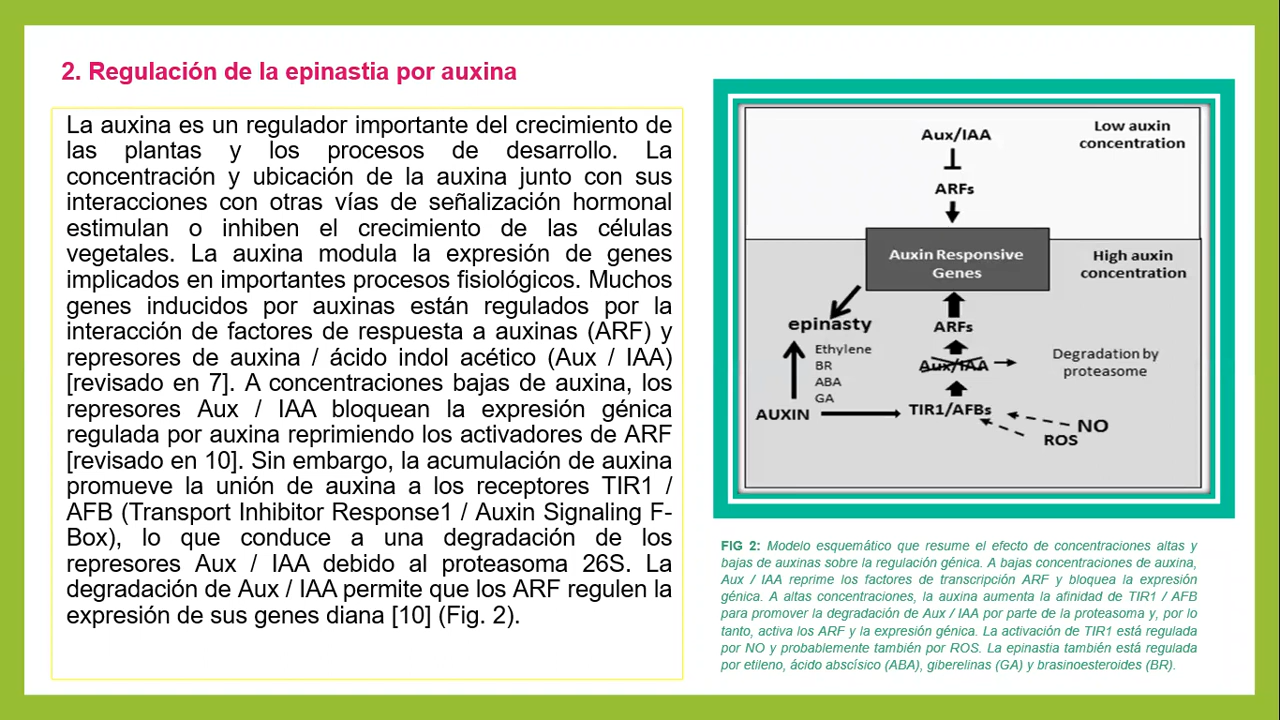 2. Regulación de la epinastia por auxina
La auxina es un regulador importante del crecimiento de
las plantas y los procesos de desarrollo. La
concentración y ubicación de la auxina junto con sus
interacciones con otras vías de señalización hormonal
estimulan o inhiben el crecimiento de las células
vegetales. La auxina modula la expresión de genes
implicados en importantes procesos fisiológicos. Muchos
genes inducidos por auxinas están regulados por la
interacción de factores de respuesta a auxinas (ARF) y
represores de auxina / ácido indol acético (Aux / IAA)
[revisado en 7]. A concentraciones bajas de auxina, los
represores Aux / IAA bloquean la expresión génica
regulada por auxina reprimiendo los activadores de ARF
[revisado en 10]. Sin embargo, la acumulación de auxina
promueve la unión de auxina a los receptores TIR1 /
AFB (Transport Inhibitor Response1 / Auxin Signaling F-
Box), lo que conduce a una degradación de los
represores Aux / IAA debido al proteasoma 26S. La
degradación de Aux / IAA permite que los ARF regulen la
expresión de sus genes diana [10] (Fig. 2).
Aux/IAA
Low auxin
concentration
ARFs
Auxin Responsive
Genes
High auxin
concentration
epinasty
ARFs
Ethylene
BR
ABA
GA
Aux/IAA
Degradation by
proteasome
AUXIN
TIR1/AFBs
NO
ROS
FIG 2: Modelo esquemático que resume el efecto de concentraciones altas y
bajas de auxinas sobre la regulación génica. A bajas concentraciones de auxina,
Aux / IAA reprime los factores de transcripción ARF y bloquea la expresión
génica. A altas concentraciones, la auxina aumenta la afinidad de TIR1 / AFB
para promover la degradación de Aux / IAA por parte de la proteasoma y, por lo
tanto, activa los ARF y la expresión génica. La activación de TIR1 está regulada
por NO y probablemente también por ROS. La epinastia también está regulada
por etileno, ácido abscísico (ABA), giberelinas (GA) y brasinoesteroides (BR).